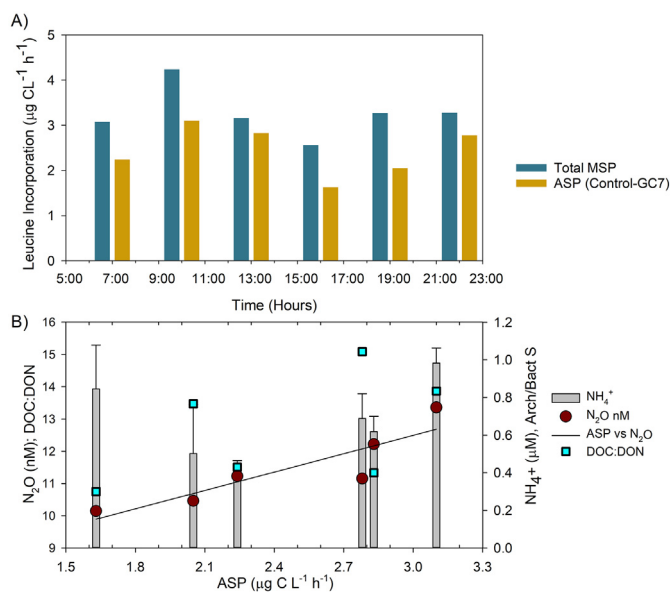 A)
Leucine Incorporation (µg CL⁻¹ h⁻¹)
5
4
3
2
1
0
5:00 7:00 9:00 11:00 13:00 15:00 17:00 19:00 21:00 23:00
Time (Hours)
Total MSP
ASP (Control-GC7)
B)
N₂O (nM); DOC:DON
16
15
14
13
12
11
10
9
1.5 1.8 2.1 2.4 2.7 3.0 3.3
ASP (µg C L⁻¹ h⁻¹)
1.2
1.0
0.8
0.6
0.4
0.2
0.0
NH₄+ (µM), Arch/Bact S
NH₄⁺
N₂O nM
ASP vs N₂O
DOC:DON